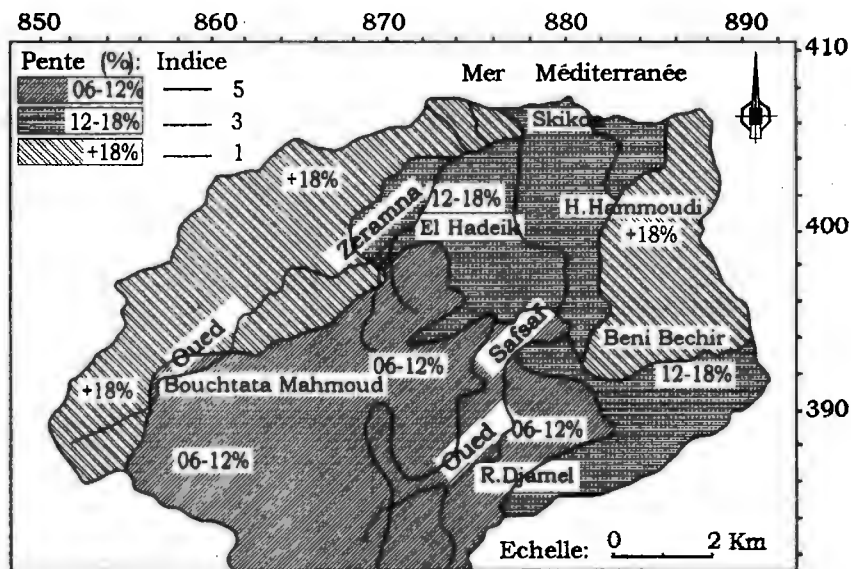 850 860 870 880 890
410
Pente (%): Indice
06-12% 5
12-18% 3
+18% 1
Mer Méditerranée
+18%
12-18%
El Hadeik
Zeramna
H.Hammoudi
+18%
400
Oued
Safsaf
Beni Bechir
06-12%
12-18%
+18%
Bouchtata Mahmoud
390
Oued
06-12%
06-12%
R.Djamel
Echelle: 0 2 Km